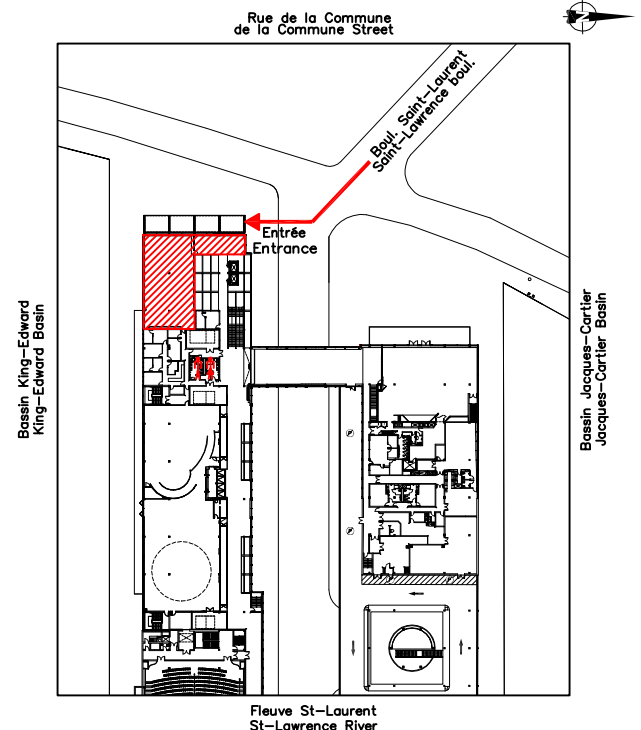 Rue de la Commune
de la Commune Street
N
Boul. Saint-Laurent
Saint-Lawrence boul.
Entrée
Entrance
Bassin King-Edward
King-Edward Basin
Bassin Jacques-Cartier
Jacques-Cartier Basin
P
P
Fleuve St-Laurent
St-Lawrence River